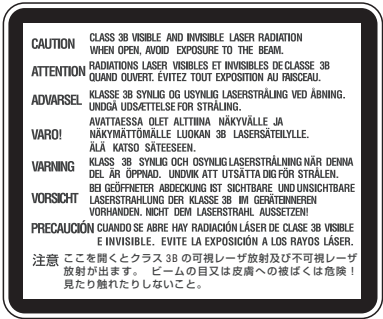 CAUTION CLASS 3B VISIBLE AND INVISIBLE LASER RADIATION
WHEN OPEN, AVOID EXPOSURE TO THE BEAM.
ATTENTION RADIATIONS LASER VISIBLES ET INVISIBLES DE CLASSE 3B
QUAND OUVERT. ÉVITEZ TOUT EXPOSITION AU FAISCEAU.
ADVARSEL KLASSE 3B SYNLIG OG USYNLIG LASERSTRÅLING VED ÅBNING.
UNDGÅ UDSÆTTELSE FOR STRÅLING.
VARO! AVATTAESSA OLET ALTTIINA NÄKYVÄLLE JA
NÄKYMÄTTÖMÄLLE LUOKAN 3B LASERSÄTEILYLLE.
ÄLÄ KATSO SÄTEESEEN.
VARNING KLASS 3B SYNLIG OCH OSYNLIG LASERSTRÅLNING NÄR DENNA
DEL ÄR ÖPPNAD. UNDVIK ATT UTSÄTTA DIG FÖR STRÅLEN.
VORSICHT BEI GEÖFFNETER ABDECKUNG IST SICHTBARE UND UNSICHTBARE
LASERSTRAHLUNG DER KLASSE 3B IM GERÄTEINNEREN
VORHANDEN. NICHT DEM LASERSTRAHL AUSSETZEN!
PRECAUCIÓN CUANDO SE ABRE HAY RADIACIÓN LÁSER DE CLASE 3B VISIBLE
E INVISIBLE. EVITE LA EXPOSICIÓN A LOS RAYOS LÁSER.
注意 ここを開くとクラス3Bの可視レーザ放射及び不可視レーザ
放射が出ます。 ビームの目又は皮膚への被ばくは危険!
見たり触れたりしないこと。